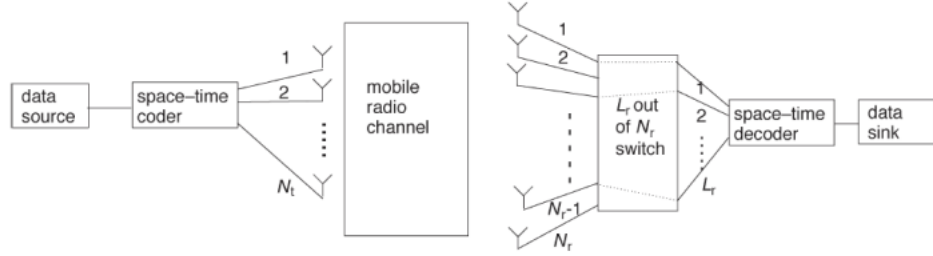 data
source
space–time
coder
1
2
N_t
mobile
radio
channel
1
2
N_r-1
N_r
L_r out
of N_r
switch
1
2
L_r
space–time
decoder
data
sink